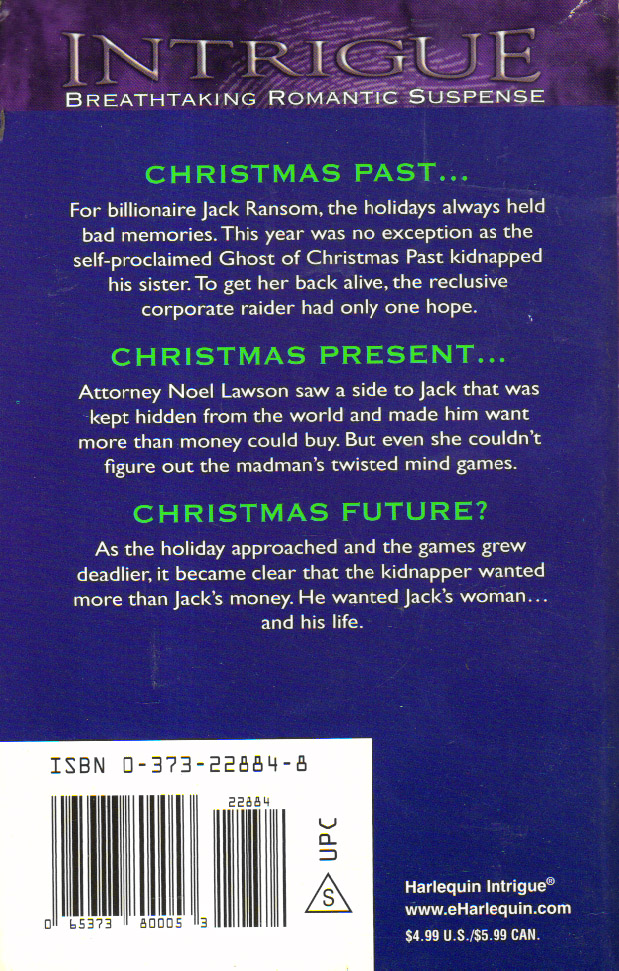 INTRIGUE
BREATHTAKING ROMANTIC SUSPENSE
CHRISTMAS PAST...
For billionaire Jack Ransom, the holidays always held
bad memories. This year was no exception as the
self-proclaimed Ghost of Christmas Past kidnapped
his sister. To get her back alive, the reclusive
corporate raider had only one hope.
CHRISTMAS PRESENT...
Attorney Noel Lawson saw a side to Jack that was
kept hidden from the world and made him want
more than money could buy. But even she couldn't
figure out the madman's twisted mind games.
CHRISTMAS FUTURE?
As the holiday approached and the games grew
deadlier, it became clear that the kidnapper wanted
more than Jack's money. He wanted Jack's woman...
and his life.
ISBN 0-373-22884-8
22884
0 65373 80005 3
UPC
S
Harlequin Intrigue®
www.eHarlequin.com
$4.99 U.S./$5.99 CAN.